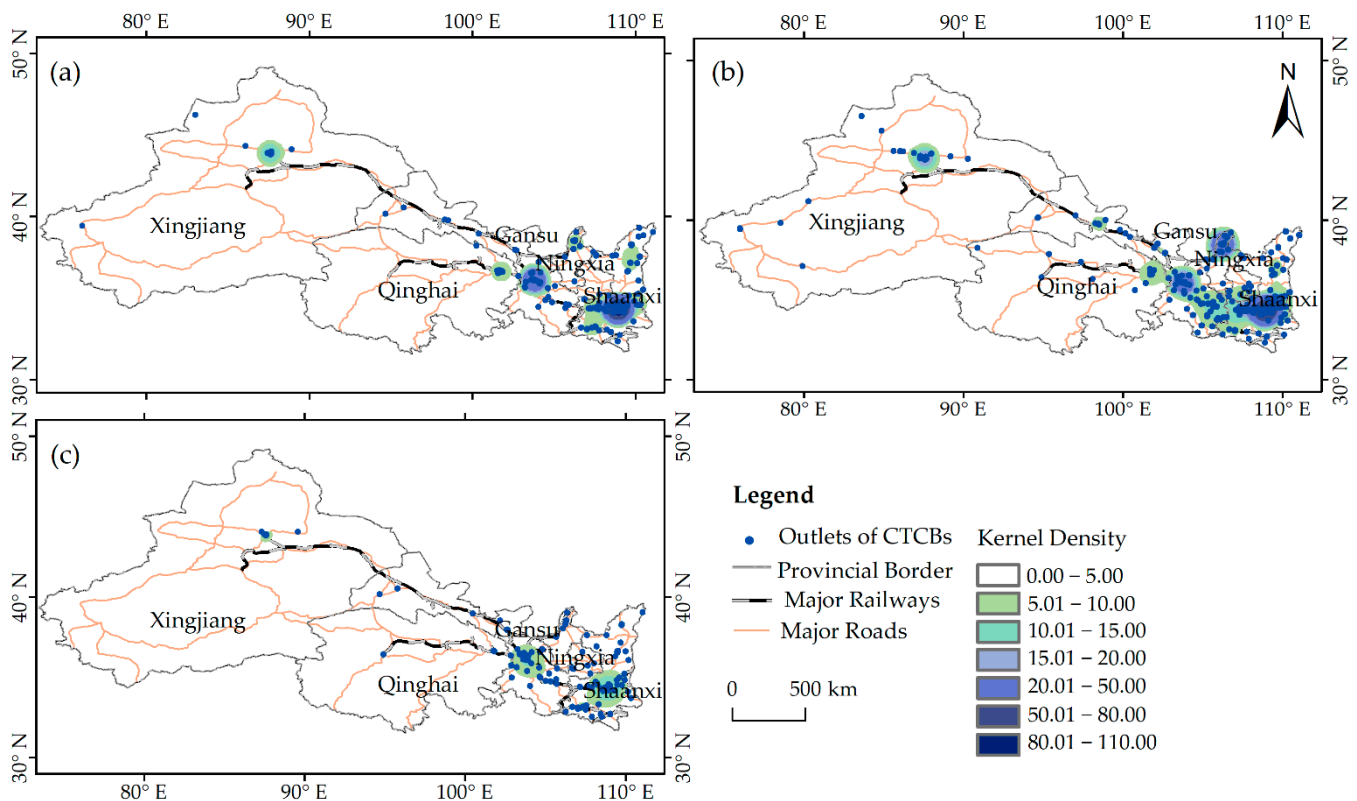 80° E 90° E 100° E 110° E
(a)
50° N
40° N
30° N
Xingjiang
Gansu
Ningxia
Qinghai
Shaanxi
80° E 90° E 100° E 110° E
(b)
N
50° N
40° N
30° N
Xingjiang
Gansu
Ningxia
Qinghai
Shaanxi
80° E 90° E 100° E 110° E
(c)
50° N
40° N
30° N
Xingjiang
Gansu
Ningxia
Qinghai
Shaanxi
80° E 90° E 100° E 110° E
Legend
Outlets of CTCBs
Provincial Border
Major Railways
Major Roads
0 500 km
Kernel Density
0.00 – 5.00
5.01 – 10.00
10.01 – 15.00
15.01 – 20.00
20.01 – 50.00
50.01 – 80.00
80.01 – 110.00